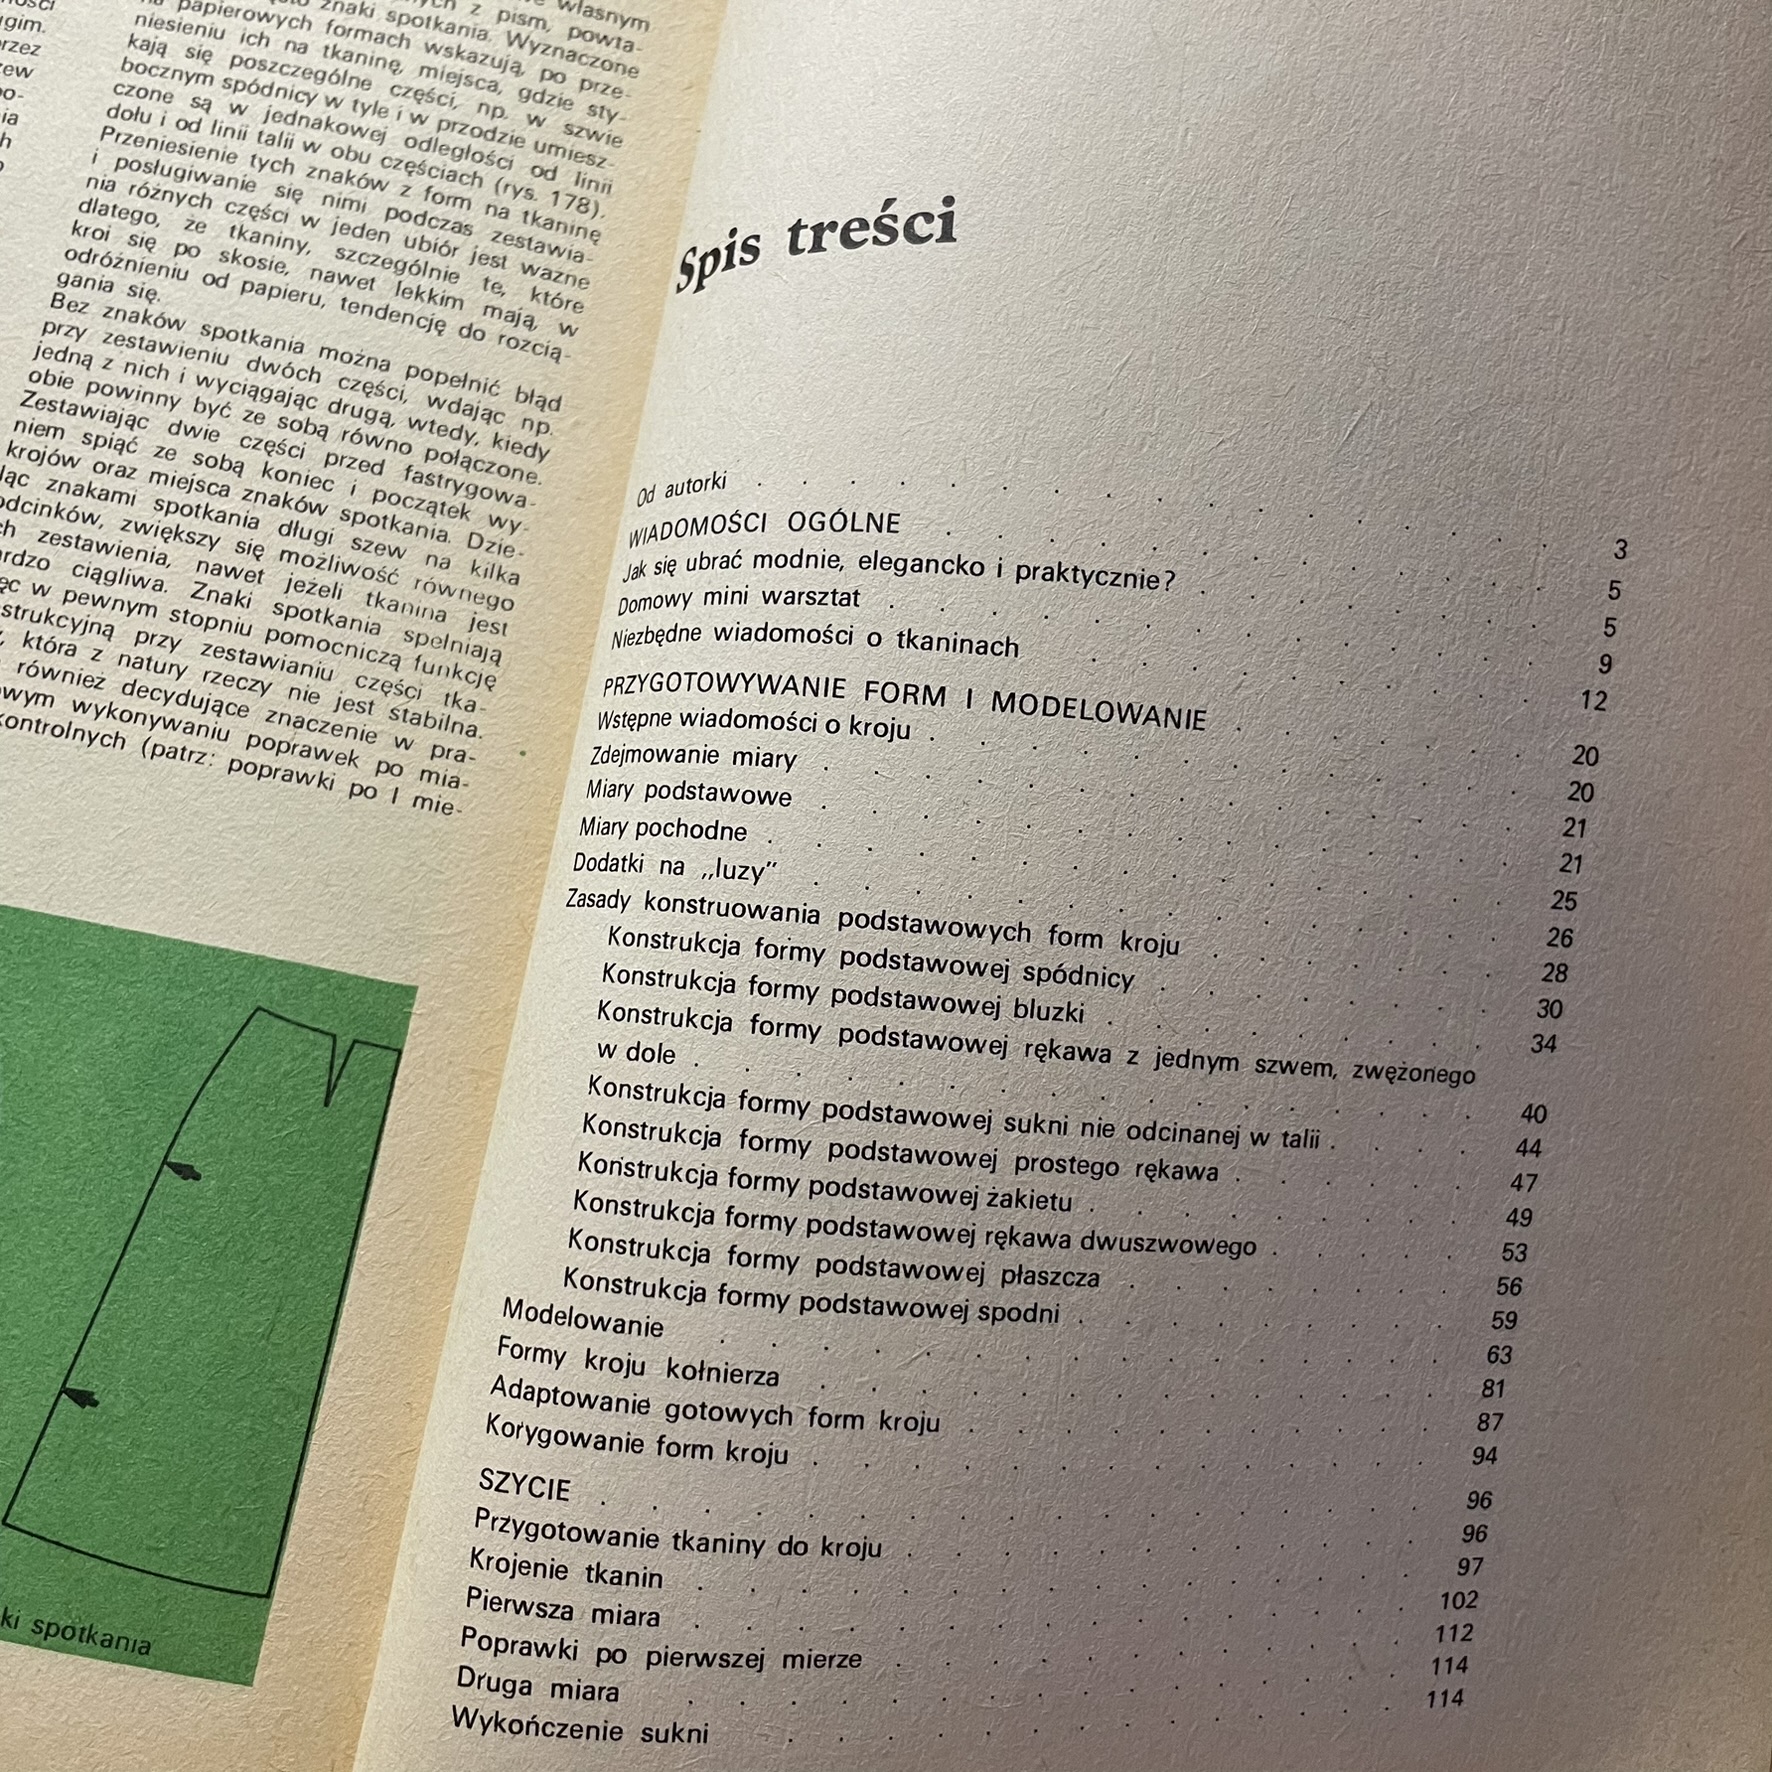 własnym
z pism, powta-
znaki spotkania. Wyznaczone
papierowych formach wskazują, po prze-
niesieniu ich na tkaninę, miejsca, gdzie sty-
kają się poszczególne części, np. w szwie
bocznym spódnicy w tyle i w przodzie umiesz-
czone są w jednakowej odległości od linii
dołu i od linii talii w obu częściach (rys. 178).
Przeniesienie tych znaków z form na tkaninę
i posługiwanie się nimi podczas zestawia-
nia różnych części w jeden ubiór jest ważne
dlatego, że tkaniny, szczególnie te, które
kroi się po skosie, nawet lekkim mają, w
odróżnieniu od papieru, tendencję do rozcią-
gania się.
Bez znaków spotkania można popełnić błąd
przy zestawieniu dwóch części, wdając np.
jedną z nich i wyciągając drugą, wtedy, kiedy
obie powinny być ze sobą równo połączone.
Zestawiając dwie części przed fastrygowa-
niem spiąć ze sobą koniec i początek wy-
krojów oraz miejsca znaków spotkania. Dzie-
ląc znakami spotkania długi szew na kilka
odcinków, zwiększy się możliwość równego
zestawienia, nawet jeżeli tkanina jest
ardzo ciągliwa. Znaki spotkania spełniają
ęc w pewnym stopniu pomocniczą funkcję
strukcyjną przy zestawianiu części tka-
, która z natury rzeczy nie jest stabilna.
również decydujące znaczenie w pra-
owym wykonywaniu poprawek po mia-
kontrolnych (patrz: poprawki po I mie-
ki spotkania
Spis treści
Od autorki . . . . . . . . . . 3
WIADOMOŚCI OGÓLNE . . . . . . . . . . 5
Jak się ubrać modnie, elegancko i praktycznie? . . . . . . 5
Domowy mini warsztat . . . . . . . . . . 9
Niezbędne wiadomości o tkaninach . . . . . . . . 12
PRZYGOTOWYWANIE FORM I MODELOWANIE . . . . . . 20
Wstępne wiadomości o kroju . . . . . . . . . . 20
Zdejmowanie miary . . . . . . . . . . 21
Miary podstawowe . . . . . . . . . . 21
Miary pochodne . . . . . . . . . . 25
Dodatki na „luzy” . . . . . . . . . . 26
Zasady konstruowania podstawowych form kroju . . . . . . 28
Konstrukcja formy podstawowej spódnicy . . . . . . 30
Konstrukcja formy podstawowej bluzki . . . . . . 34
Konstrukcja formy podstawowej rękawa z jednym szwem, zwężonego
w dole . . . . . . . . . . 40
Konstrukcja formy podstawowej sukni nie odcinanej w talii . . . . 44
Konstrukcja formy podstawowej prostego rękawa . . . . . 47
Konstrukcja formy podstawowej żakietu . . . . . . 49
Konstrukcja formy podstawowej rękawa dwuszwowego . . . . 53
Konstrukcja formy podstawowej płaszcza . . . . . . 56
Konstrukcja formy podstawowej spodni . . . . . . 59
Modelowanie . . . . . . . . . . 63
Formy kroju kołnierza . . . . . . . . . . 81
Adaptowanie gotowych form kroju . . . . . . . . 87
Korygowanie form kroju . . . . . . . . . . 94
SZYCIE . . . . . . . . . . 96
Przygotowanie tkaniny do kroju . . . . . . . . 96
Krojenie tkanin . . . . . . . . . . 97
Pierwsza miara . . . . . . . . . . 102
Poprawki po pierwszej mierze . . . . . . . . 112
Druga miara . . . . . . . . . . 114
Wykończenie sukni . . . . . . . . . . 114